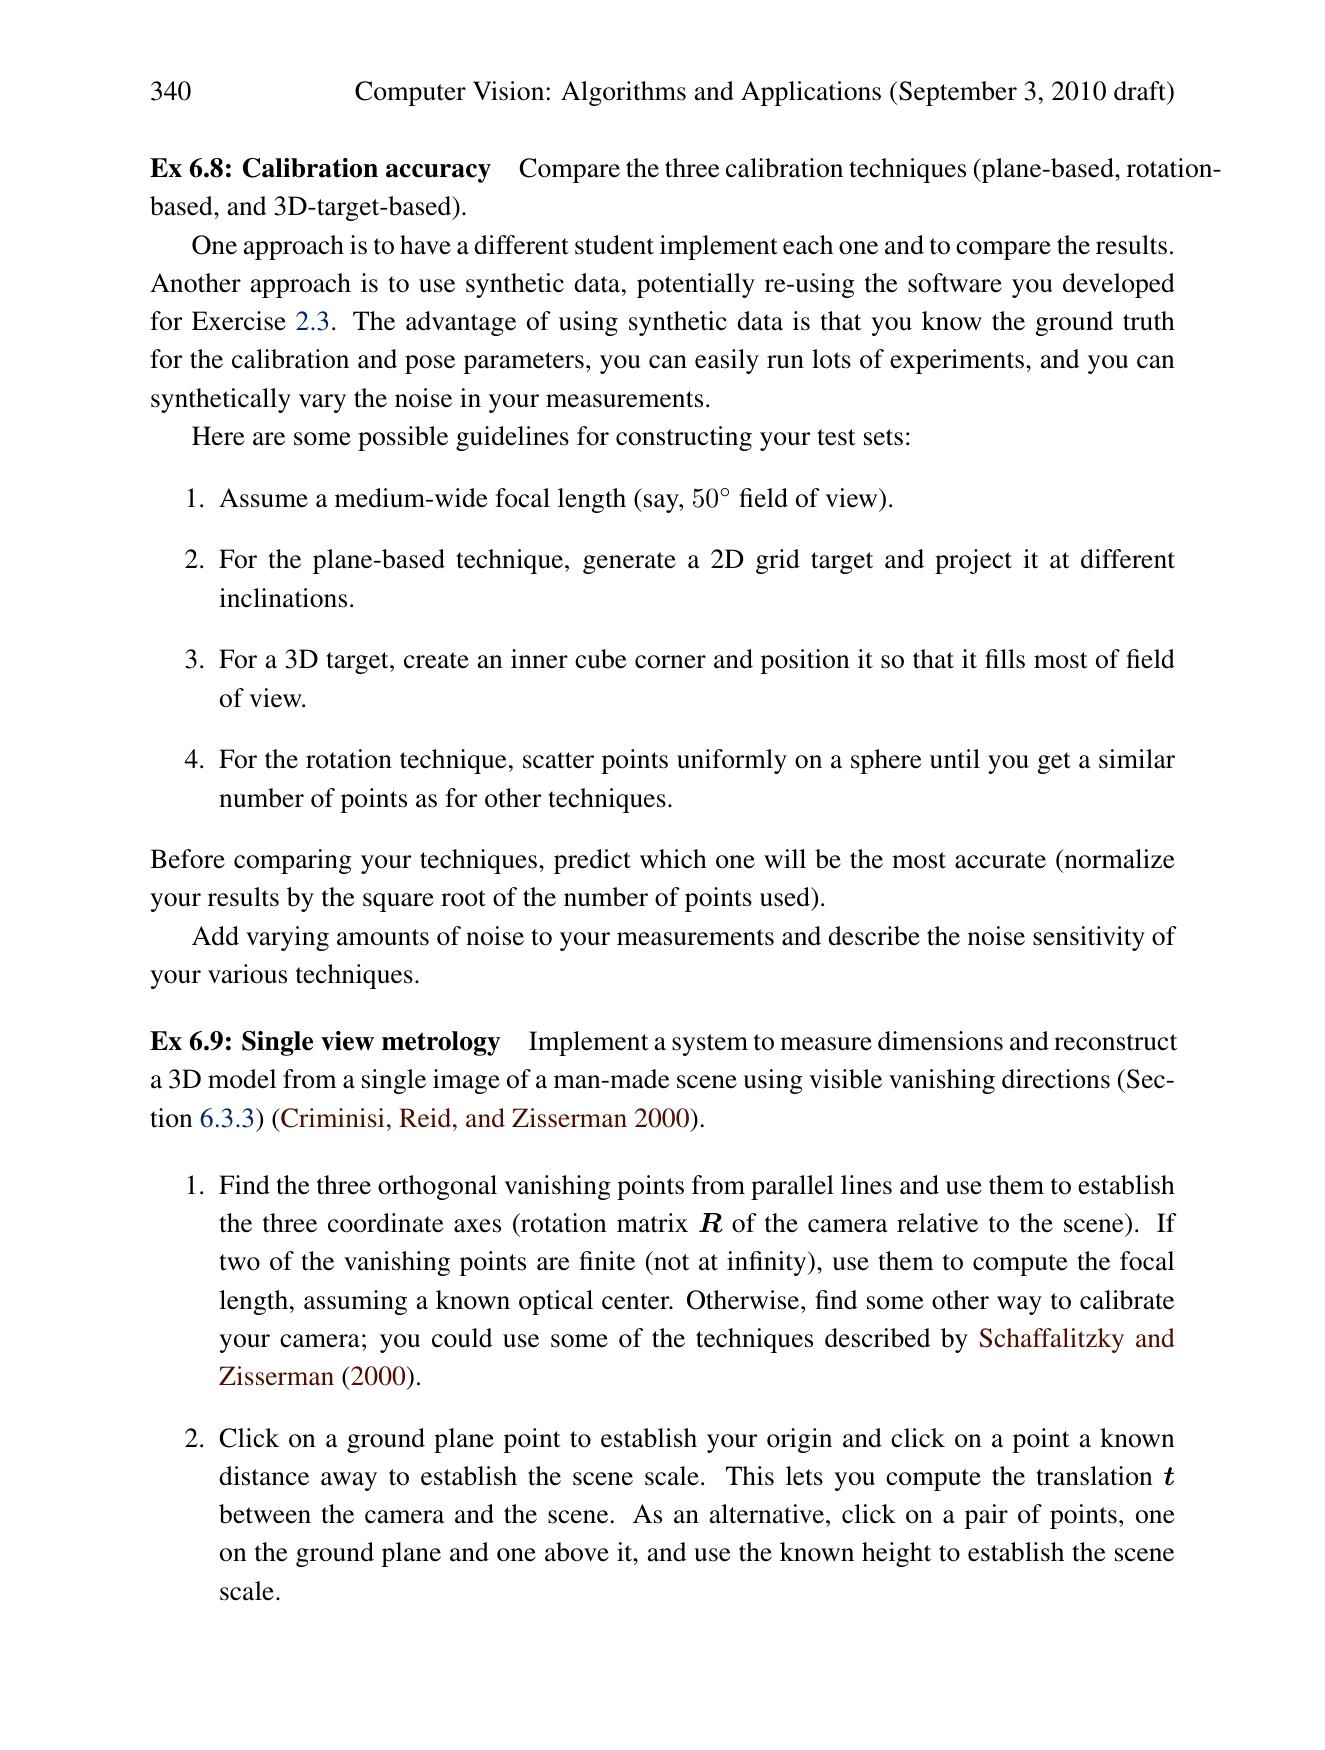 340 Computer Vision: Algorithms and Applications (September 3, 2010 draft)
Ex 6.8: Calibration accuracy Compare the three calibration techniques (plane-based, rotation-
based, and 3D-target-based).
One approach is to have a different student implement each one and to compare the results.
Another approach is to use synthetic data, potentially re-using the software you developed
for Exercise 2.3. The advantage of using synthetic data is that you know the ground truth
for the calibration and pose parameters, you can easily run lots of experiments, and you can
synthetically vary the noise in your measurements.
Here are some possible guidelines for constructing your test sets:
1. Assume a medium-wide focal length (say, 50° field of view).
2. For the plane-based technique, generate a 2D grid target and project it at different
inclinations.
3. For a 3D target, create an inner cube corner and position it so that it fills most of field
of view.
4. For the rotation technique, scatter points uniformly on a sphere until you get a similar
number of points as for other techniques.
Before comparing your techniques, predict which one will be the most accurate (normalize
your results by the square root of the number of points used).
Add varying amounts of noise to your measurements and describe the noise sensitivity of
your various techniques.
Ex 6.9: Single view metrology Implement a system to measure dimensions and reconstruct
a 3D model from a single image of a man-made scene using visible vanishing directions (Sec-
tion 6.3.3) (Criminisi, Reid, and Zisserman 2000).
1. Find the three orthogonal vanishing points from parallel lines and use them to establish
the three coordinate axes (rotation matrix R of the camera relative to the scene). If
two of the vanishing points are finite (not at infinity), use them to compute the focal
length, assuming a known optical center. Otherwise, find some other way to calibrate
your camera; you could use some of the techniques described by Schaffalitzky and
Zisserman (2000).
2. Click on a ground plane point to establish your origin and click on a point a known
distance away to establish the scene scale. This lets you compute the translation t
between the camera and the scene. As an alternative, click on a pair of points, one
on the ground plane and one above it, and use the known height to establish the scene
scale.